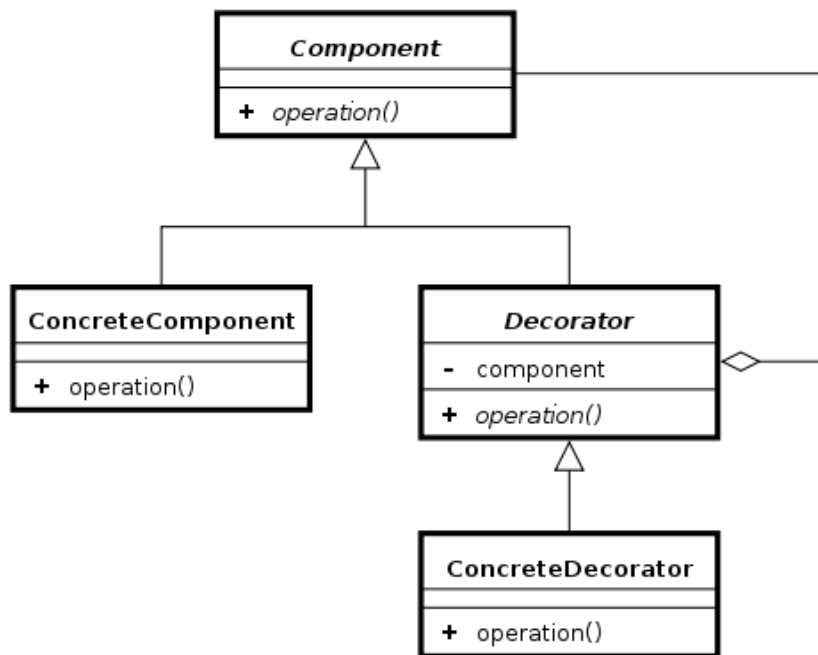 Component
+ operation()
ConcreteComponent
+ operation()
Decorator
- component
+ operation()
ConcreteDecorator
+ operation()